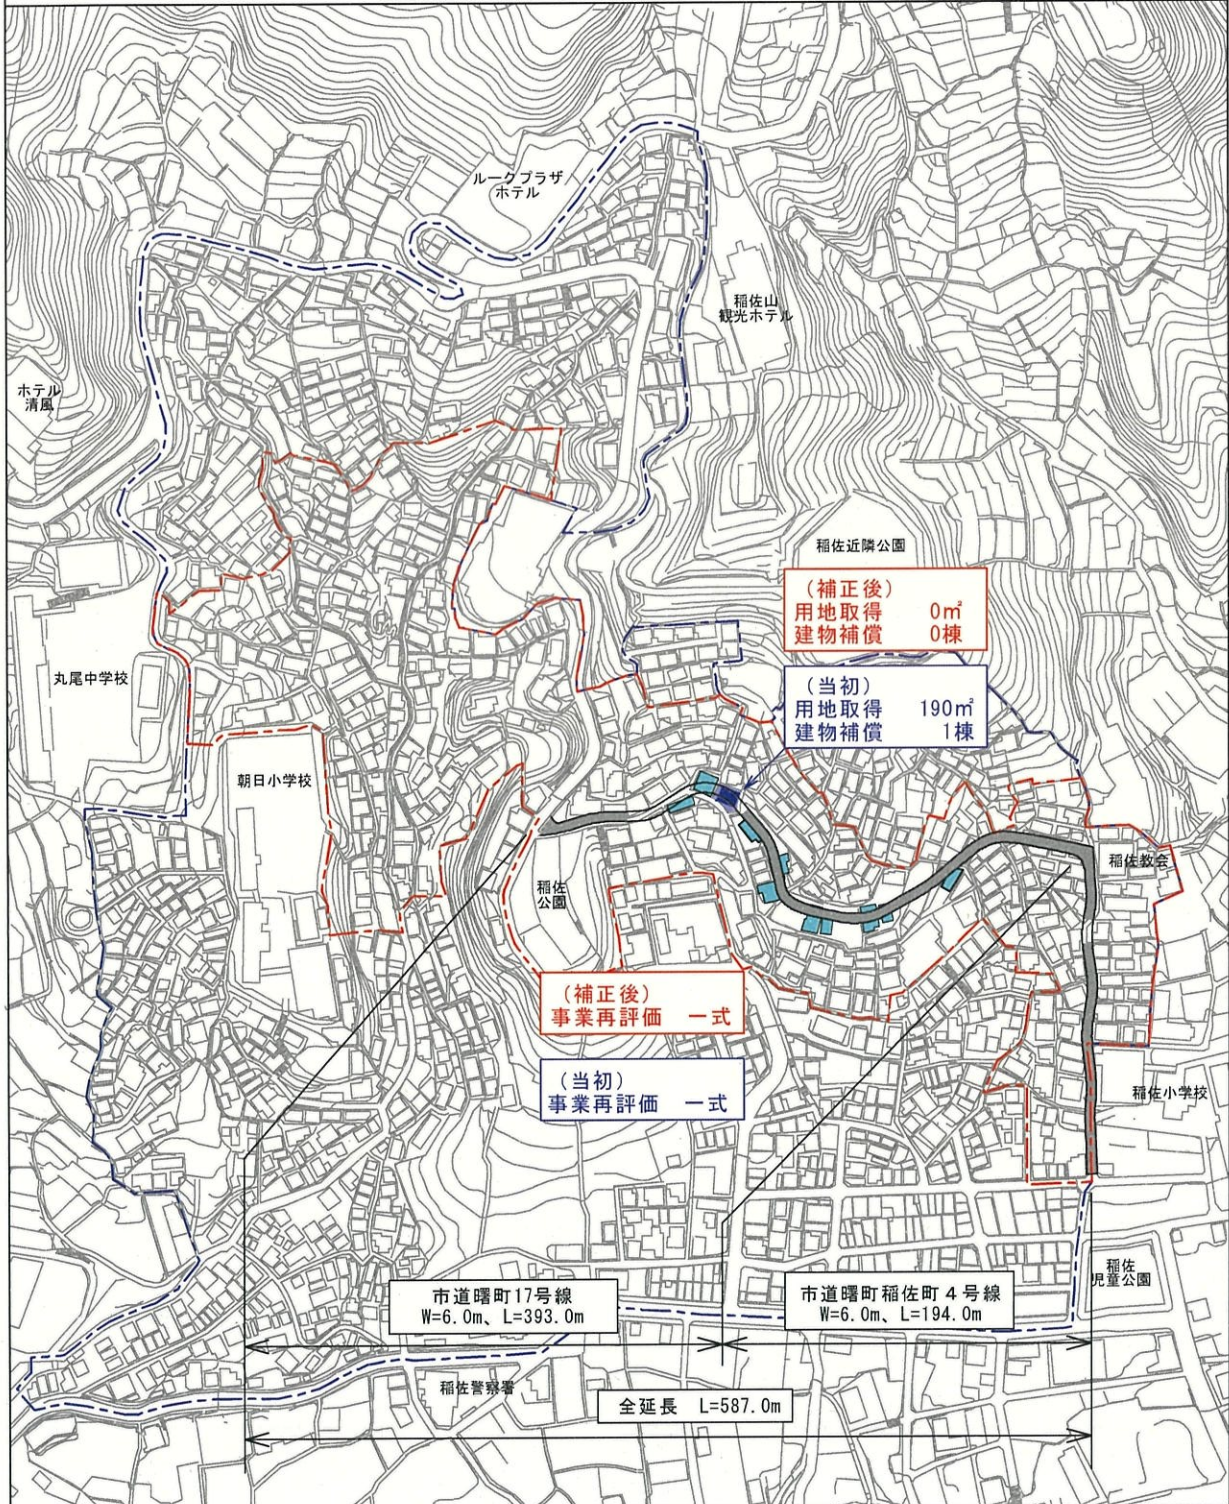 ルークプラザ
ホテル
稲佐山
観光ホテル
ホテル
清風
稲佐近隣公園
（補正後）
用地取得 0㎡
建物補償 0棟
丸尾中学校
（当初）
用地取得 190㎡
建物補償 1棟
朝日小学校
稲佐教会
稲佐
公園
（補正後）
事業再評価 一式
（当初）
事業再評価 一式
稲佐小学校
稲佐
児童公園
市道曙町17号線
W=6.0m、L=393.0m
市道曙町稲佐町４号線
W=6.0m、L=194.0m
稲佐警察署
全延長 L=587.0m